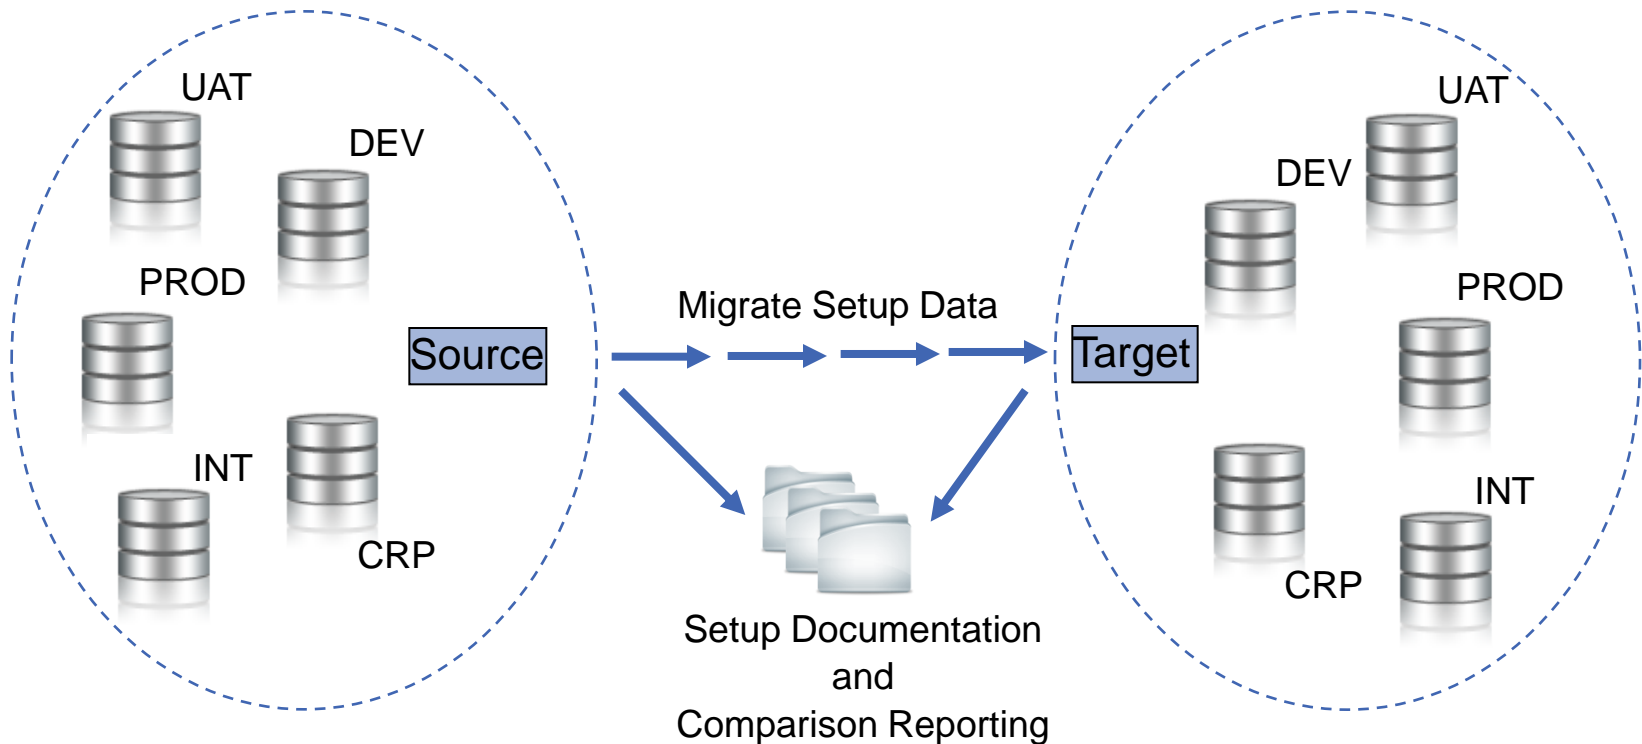 UAT
DEV
PROD
Source
INT
CRP
Migrate Setup Data
Setup Documentation
and
Comparison Reporting
UAT
DEV
PROD
Target
INT
CRP